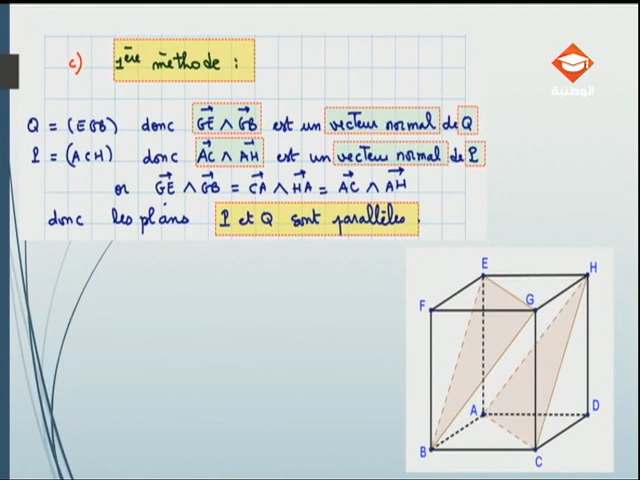 c) 1ère méthode :
الوطنية
Q = (EGB) donc GE ∧ GB est un vecteur normal de Q
P = (ACH) donc AC ∧ AH est un vecteur normal de P
or GE ∧ GB = CA ∧ HA = AC ∧ AH
donc les plans P et Q sont parallèles.
E
H
F
G
A
D
B
C